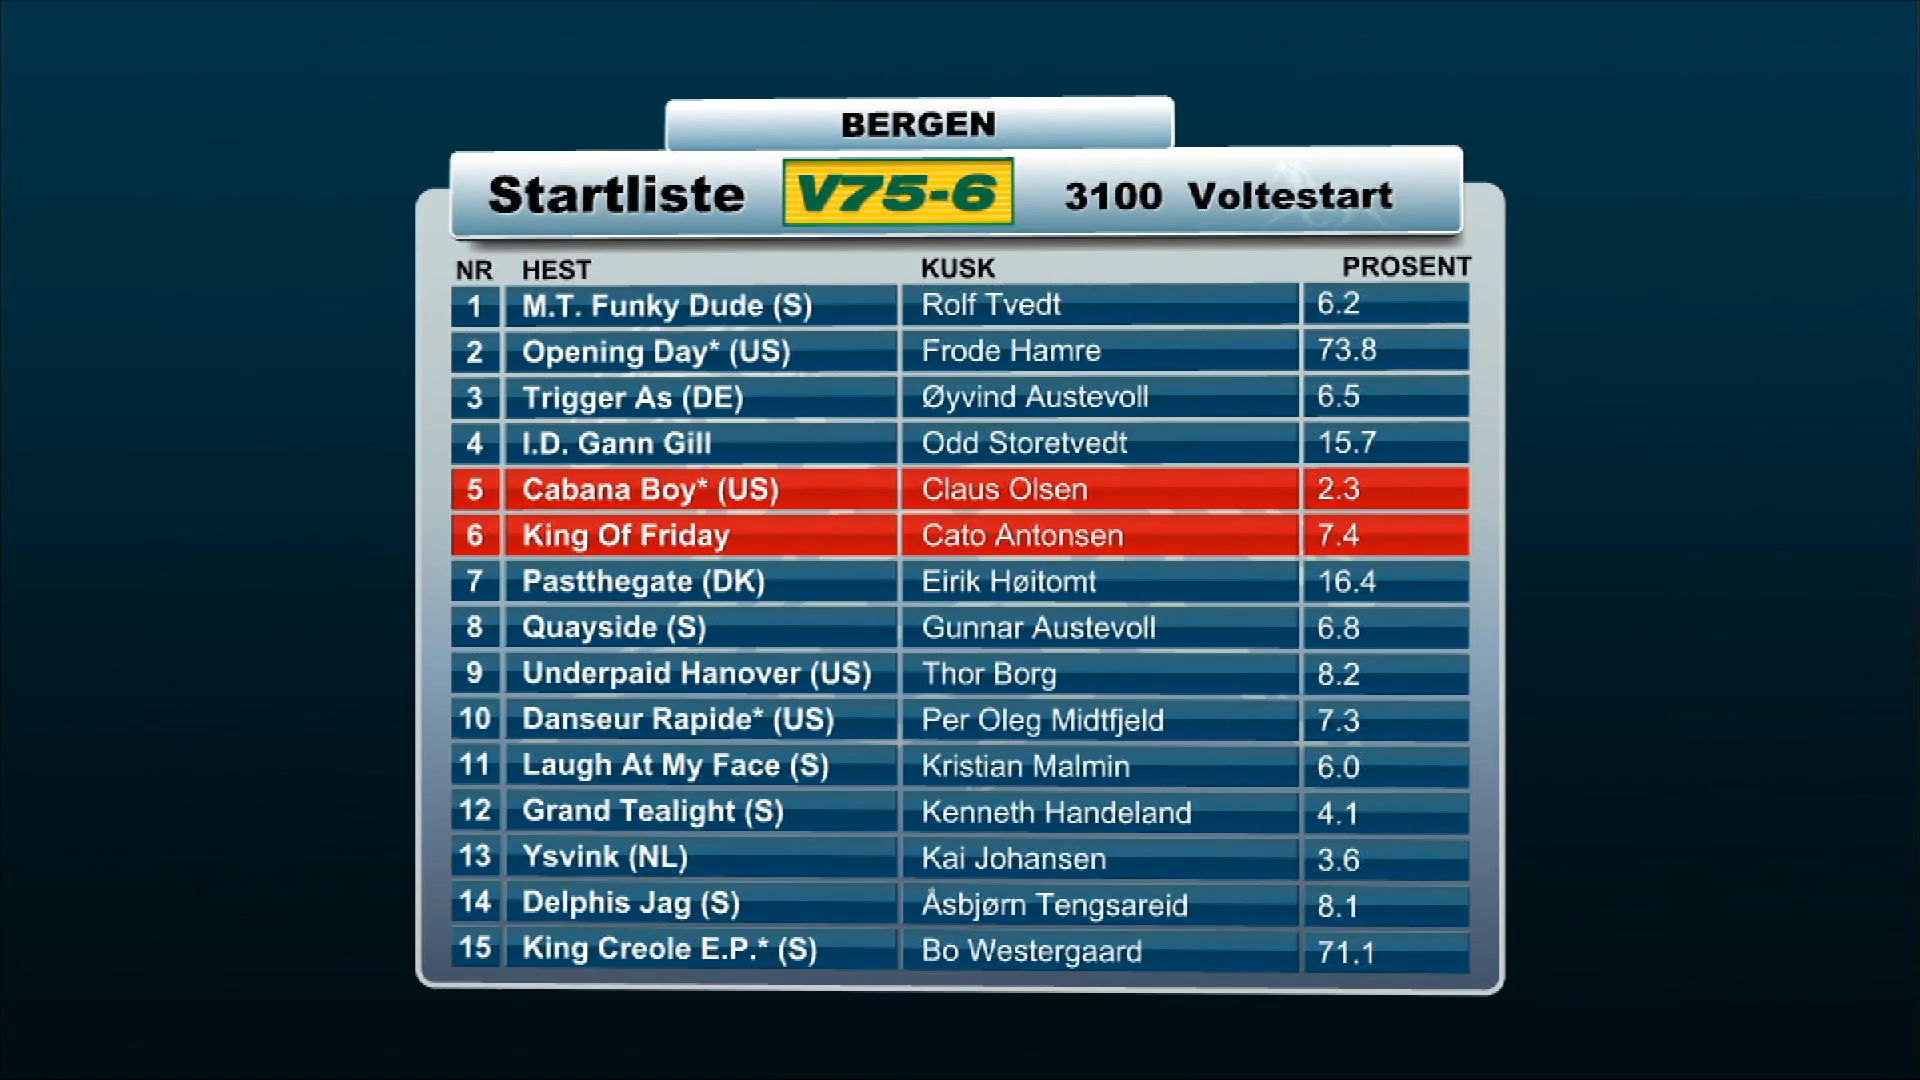 BERGEN
Startliste V75-6 3100 Voltestart
NR HEST KUSK PROSENT
1 M.T. Funky Dude (S) Rolf Tvedt 6.2
2 Opening Day* (US) Frode Hamre 73.8
3 Trigger As (DE) Øyvind Austevoll 6.5
4 I.D. Gann Gill Odd Storetvedt 15.7
5 Cabana Boy* (US) Claus Olsen 2.3
6 King Of Friday Cato Antonsen 7.4
7 Pastthegate (DK) Eirik Høitomt 16.4
8 Quayside (S) Gunnar Austevoll 6.8
9 Underpaid Hanover (US) Thor Borg 8.2
10 Danseur Rapide* (US) Per Oleg Midtfjeld 7.3
11 Laugh At My Face (S) Kristian Malmin 6.0
12 Grand Tealight (S) Kenneth Handeland 4.1
13 Ysvink (NL) Kai Johansen 3.6
14 Delphis Jag (S) Åsbjørn Tengsareid 8.1
15 King Creole E.P.* (S) Bo Westergaard 71.1